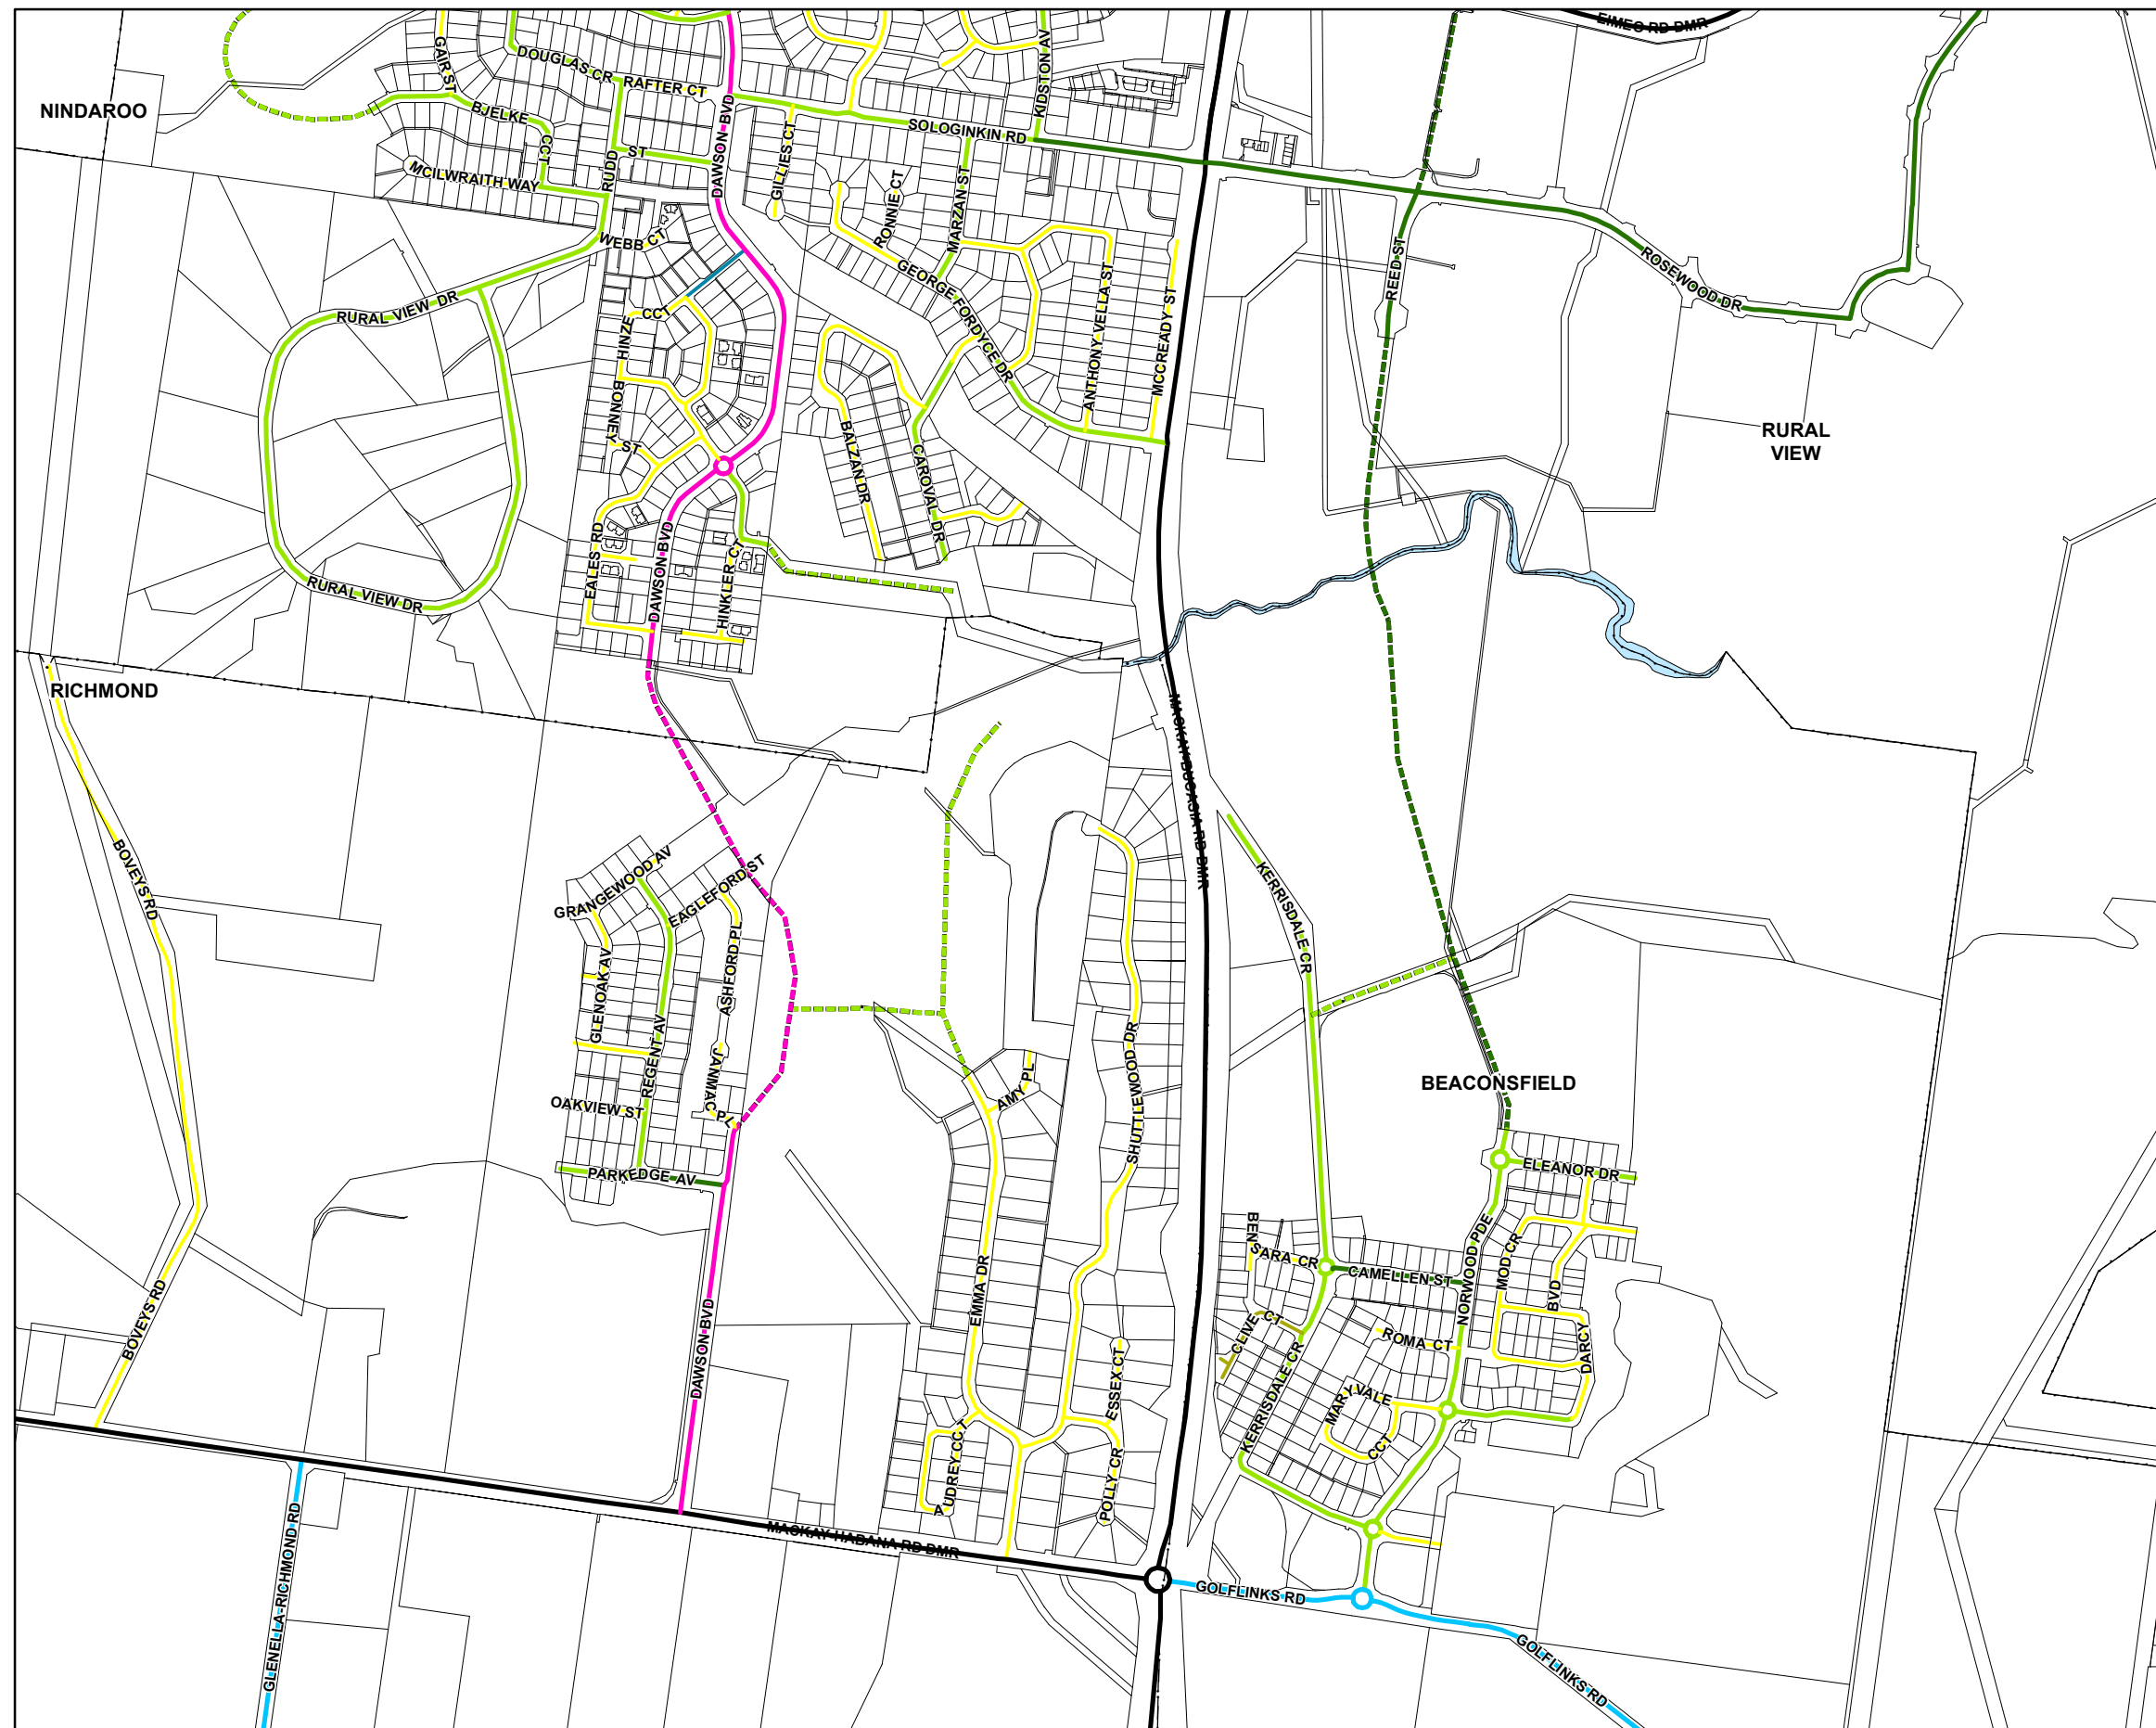 EIMEO RD DMR
GAIR ST
DOUGLAS CR
RAFTER CT
KIDSTON AV
NINDAROO
BJELKE
CCT
DAWSON BVD
SOLOGINKIN RD
ST
GILLIES CT
MCILWRAITH WAY
RUDD
RONNIE CT
MARZAN ST
WEBB CT
GEORGE FORDYCE DR
REED ST
ROSEWOOD DR
RURAL VIEW DR
HINZE
CCT
ANTHONY VELLA ST
MCCREADY ST
BONNEY
ST
RURAL
VIEW
BALZAN DR
CAROVAL DR
EALES RD
DAWSON BVD
HINKLER CT
RURAL VIEW DR
RICHMOND
MACKAY-BUCASIA RD DMR
BOVEYS RD
GRANGEWOOD AV
EAGLEFORD ST
KERRISDALE CR
GLENOAK AV
ASHFORD PL
REGENT AV
JANMAC
PL
AMY PL
SHUTTLEWOOD DR
BEACONSFIELD
OAKVIEW ST
PARKEDGE AV
ELEANOR DR
BEN
SARA CR
CAMELLEN ST
NORWOOD PDE
MOD CR
BVD
BOVEYS RD
DAWSON BVD
EMMA DR
CLIVE CT
ROMA CT
DARCY
KERRISDALE CR
ESSEX CT
MARYVALE
CCT
AUDREY CCT
POLLY CR
GLENELLA-RICHMOND RD
MACKAY-HABANA RD DMR
GOLFLINKS RD
GOLFLINKS RD